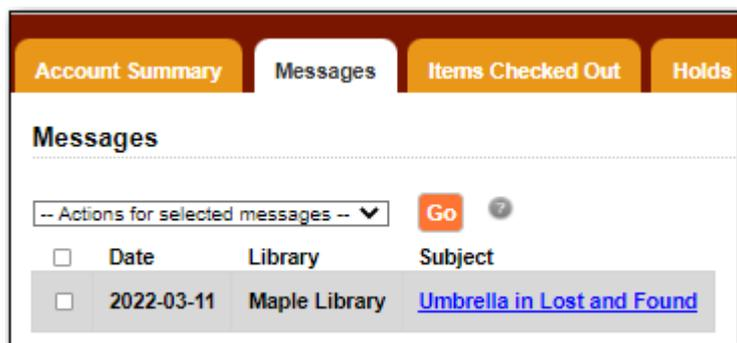 Account Summary Messages Items Checked Out Holds
Messages
-- Actions for selected messages -- Go ?
Date Library Subject
2022-03-11 Maple Library Umbrella in Lost and Found